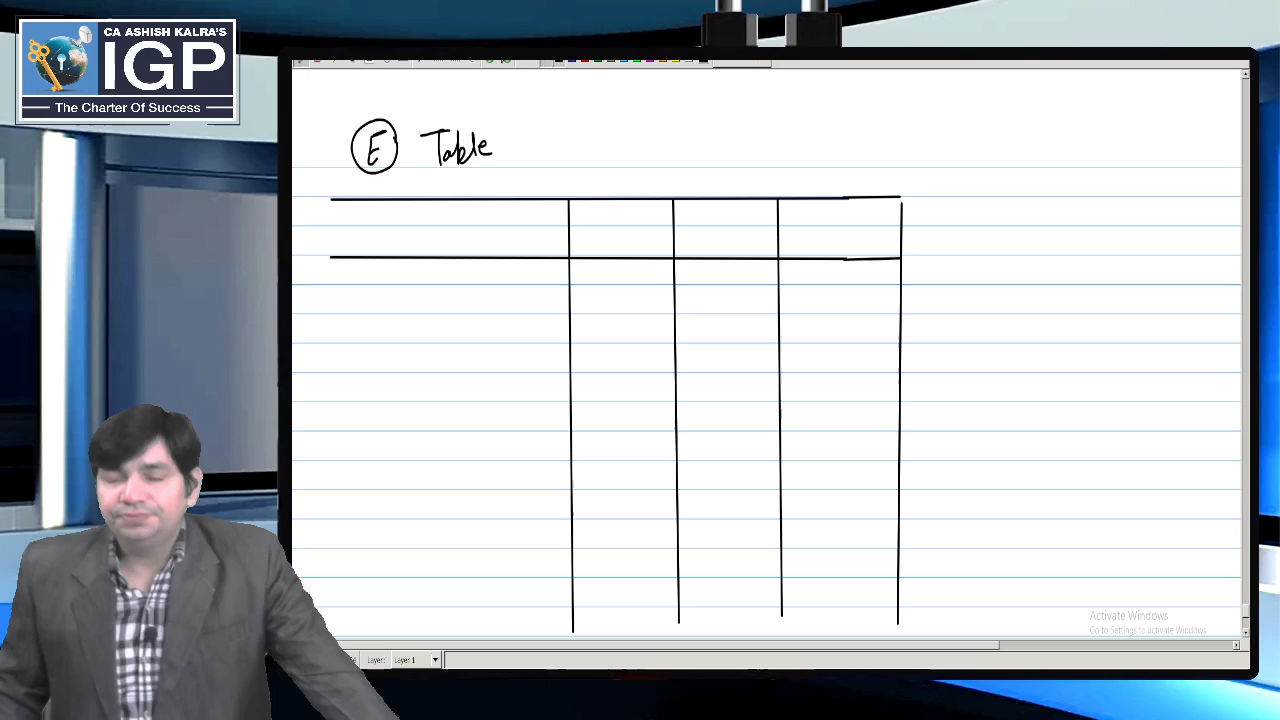 CA ASHISH KALRA'S
IGP
The Charter Of Success
E Table
Activate Windows
Go to Settings to activate Windows.
Layer: Layer 1